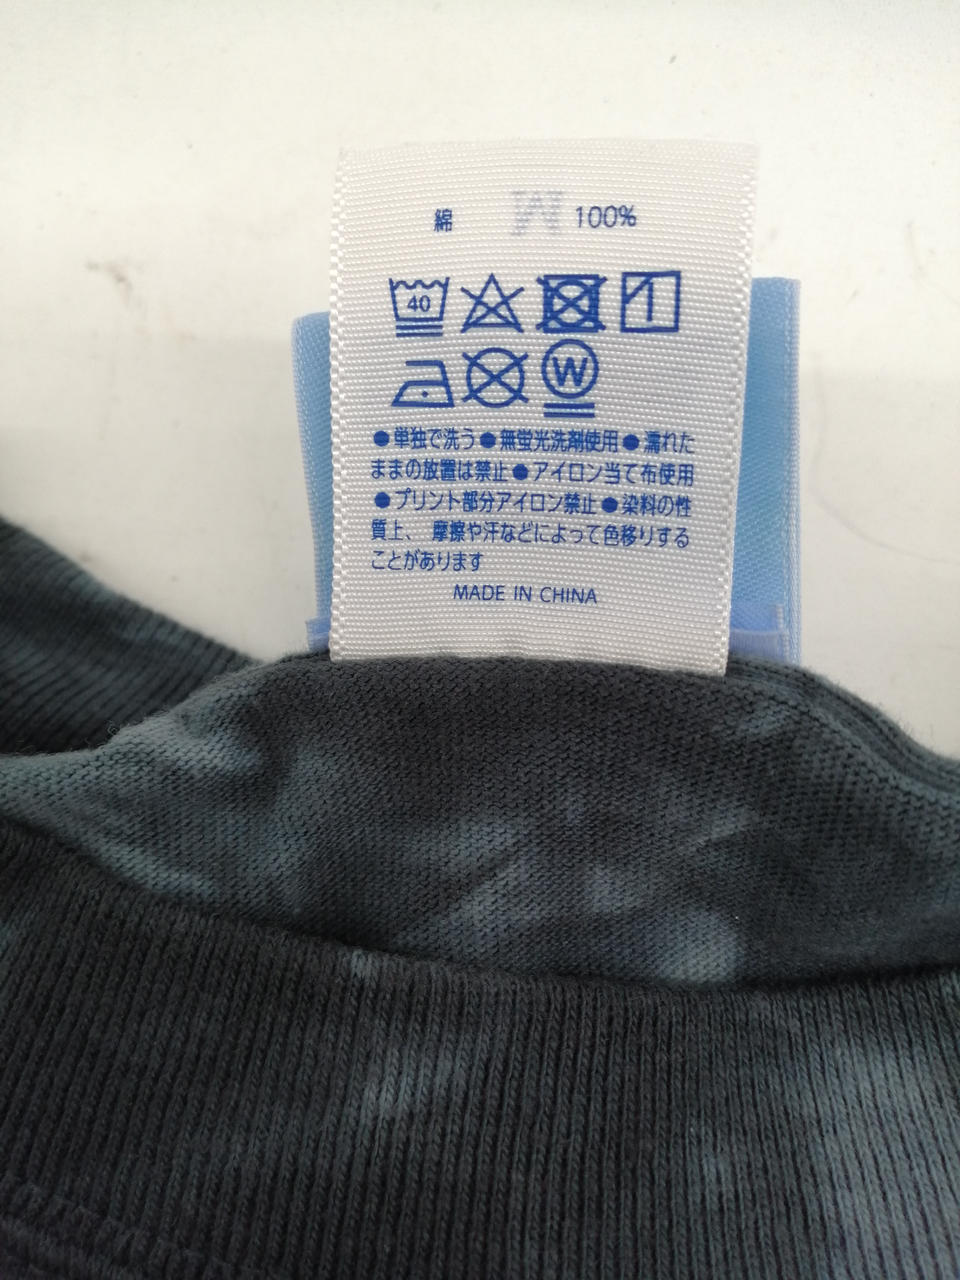 綿 100%
40
W
●単独で洗う●無蛍光洗剤使用●濡れた
ままの放置は禁止●アイロン当て布使用
●プリント部分アイロン禁止●染料の性
質上、摩擦や汗などによって色移りする
ことがあります
MADE IN CHINA